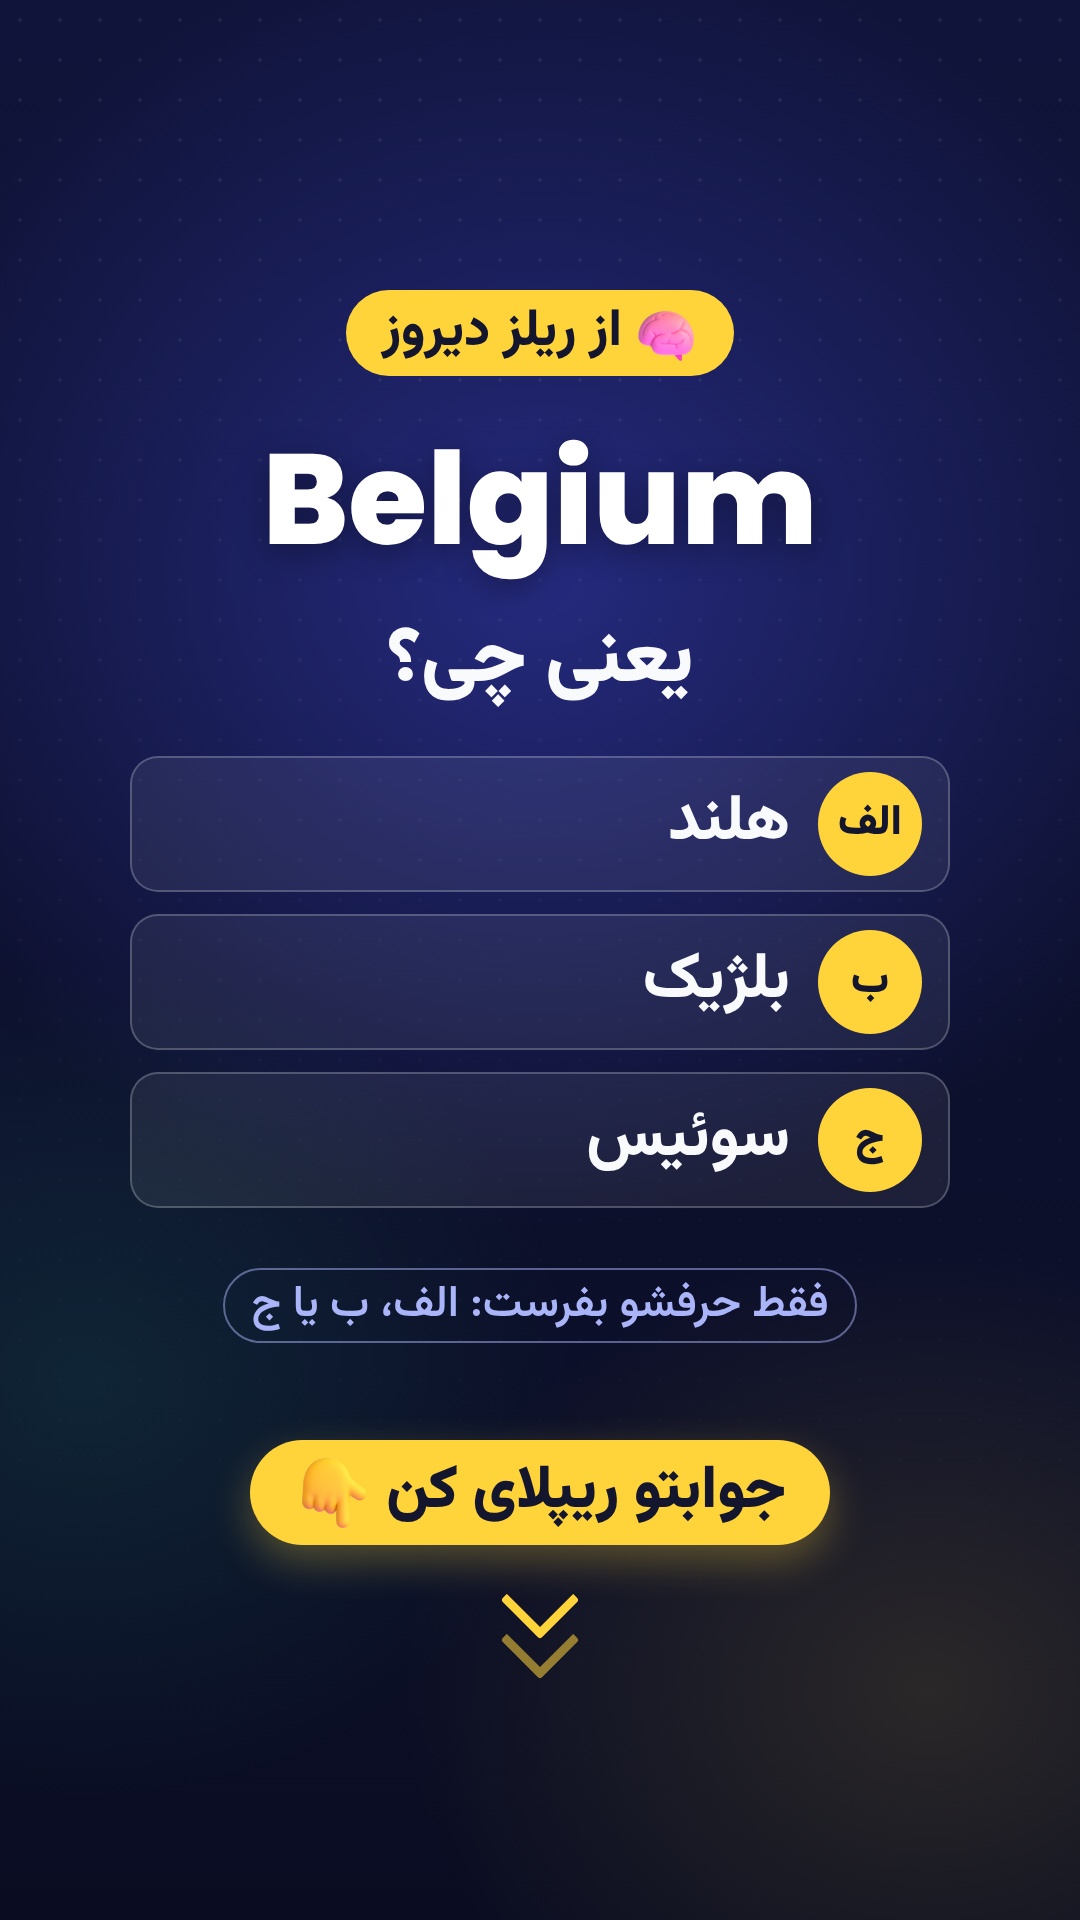 🧠 از ریلز دیروز
Belgium
یعنی چی؟
الف هلند
ب بلژیک
ج سوئیس
فقط حرفشو بفرست: الف، ب یا ج
جوابتو ریپلای کن 👇